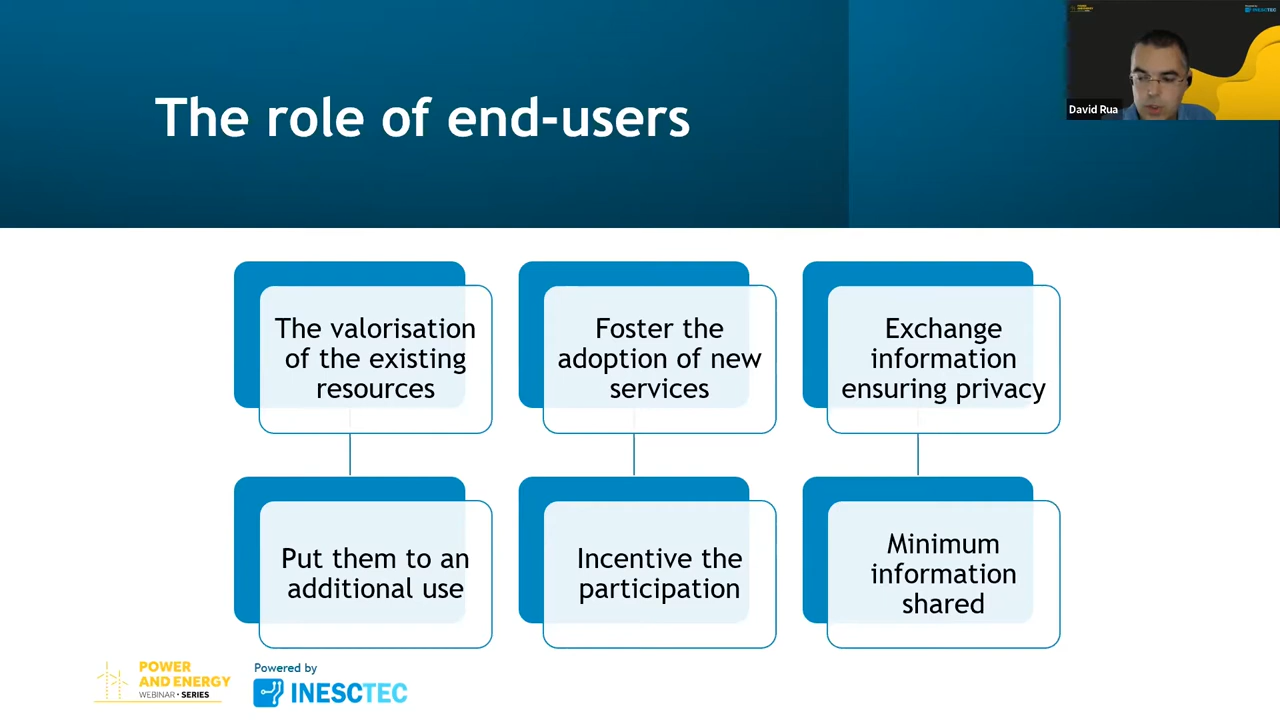 The role of end-users
David Rua
INESCTEC
The valorisation
of the existing
resources
Foster the
adoption of new
services
Exchange
information
ensuring privacy
Put them to an
additional use
Incentive the
participation
Minimum
information
shared
POWER
AND ENERGY
WEBINAR • SERIES
Powered by
INESCTEC